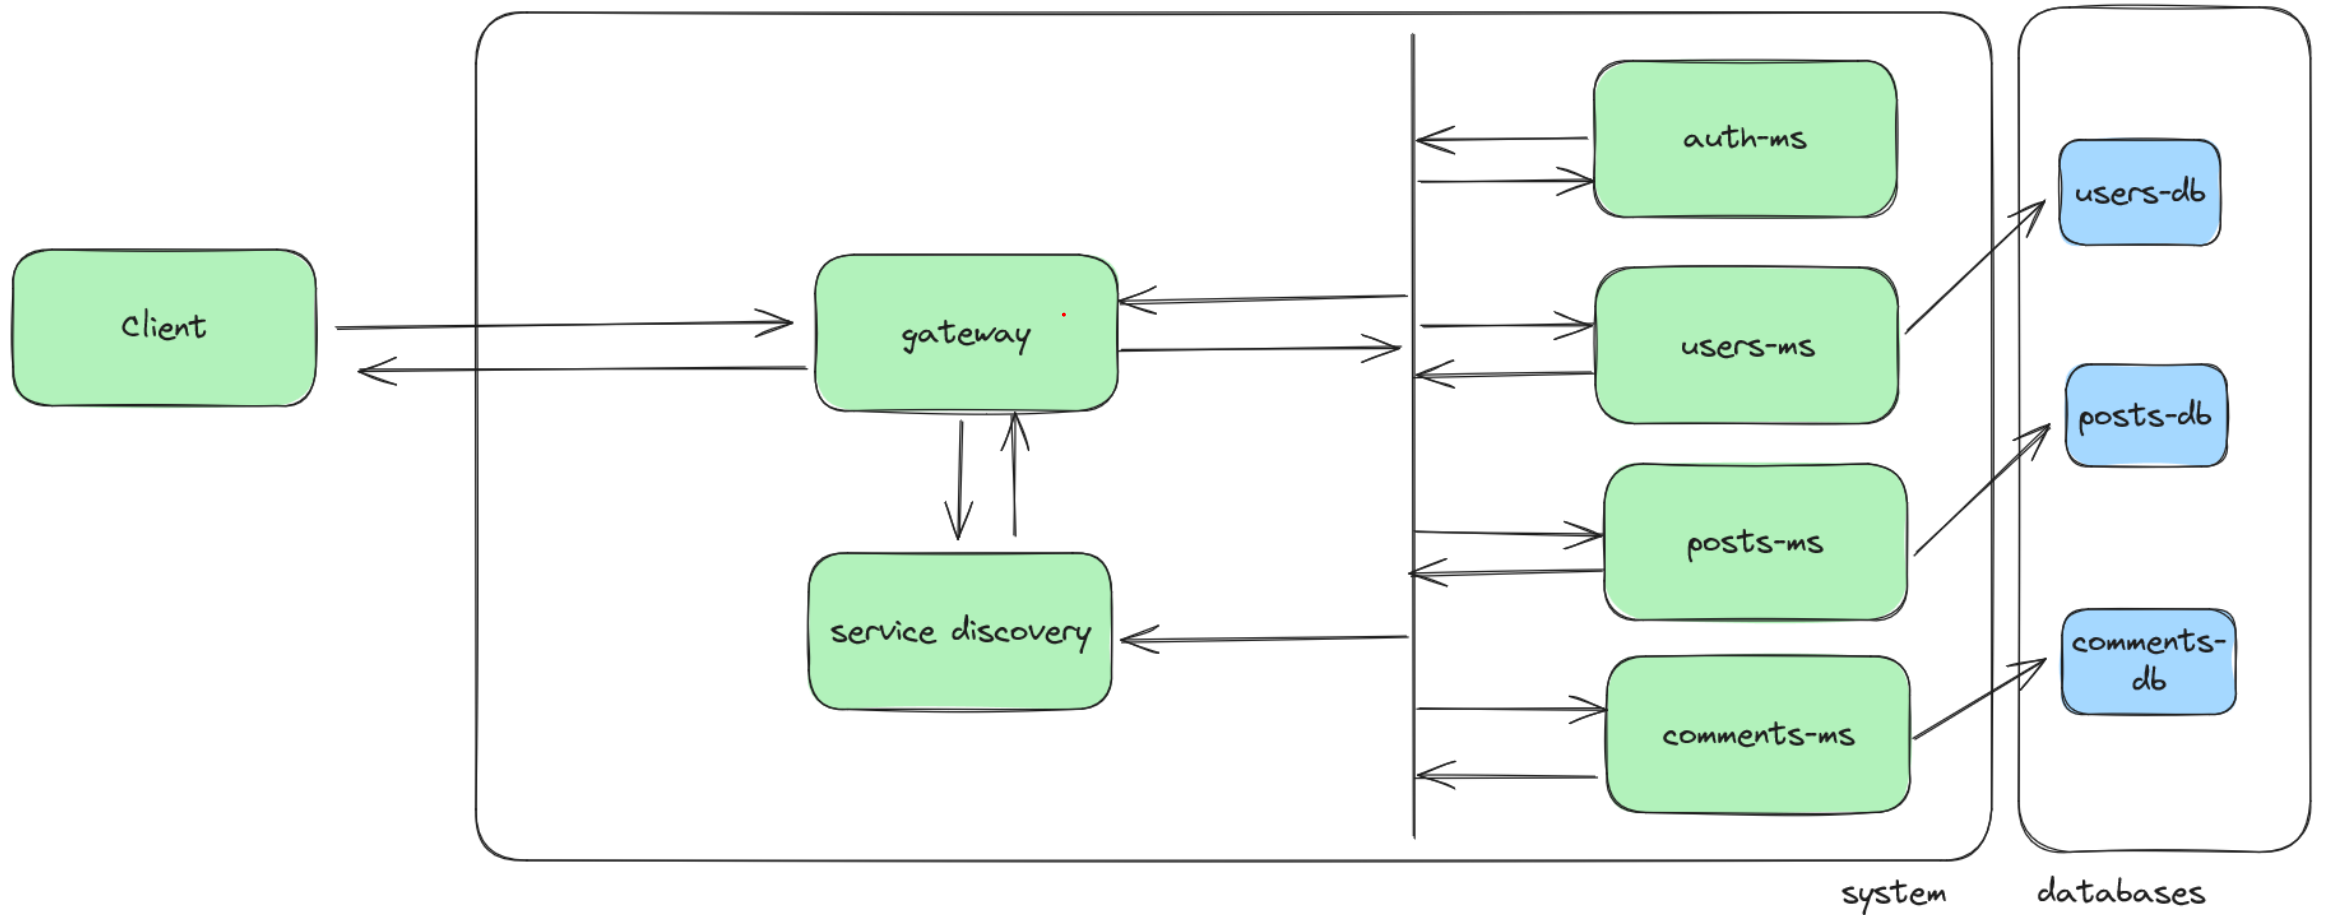 Client
gateway
service discovery
auth-ms
users-ms
posts-ms
comments-ms
users-db
posts-db
comments-
db
system
databases